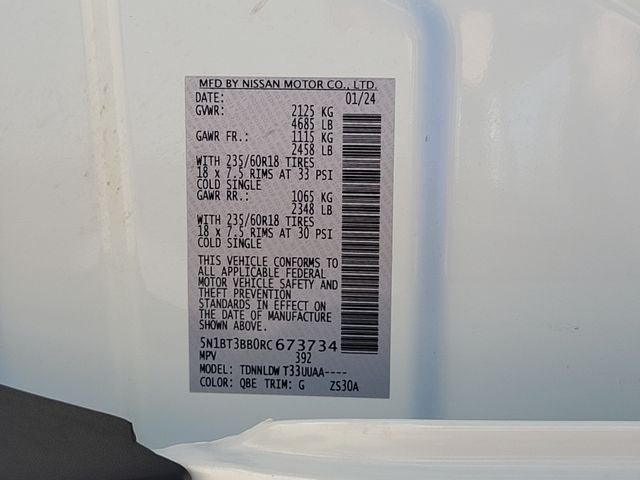 MFD BY NISSAN MOTOR CO., LTD.
DATE: 01/24
GVWR: 2125 KG
4685 LB
GAWR FR.: 1115 KG
2458 LB
WITH 235/60R18 TIRES
18 x 7.5 RIMS AT 33 PSI
COLD SINGLE
GAWR RR.: 1065 KG
2348 LB
WITH 235/60R18 TIRES
18 x 7.5 RIMS AT 30 PSI
COLD SINGLE
THIS VEHICLE CONFORMS TO
ALL APPLICABLE FEDERAL
MOTOR VEHICLE SAFETY AND
THEFT PREVENTION
STANDARDS IN EFFECT ON
THE DATE OF MANUFACTURE
SHOWN ABOVE.
5N1BT3BB0RC673734
MPV 392
MODEL: TDNNLDW T33UUAA----
COLOR: QBE TRIM: G ZS30A